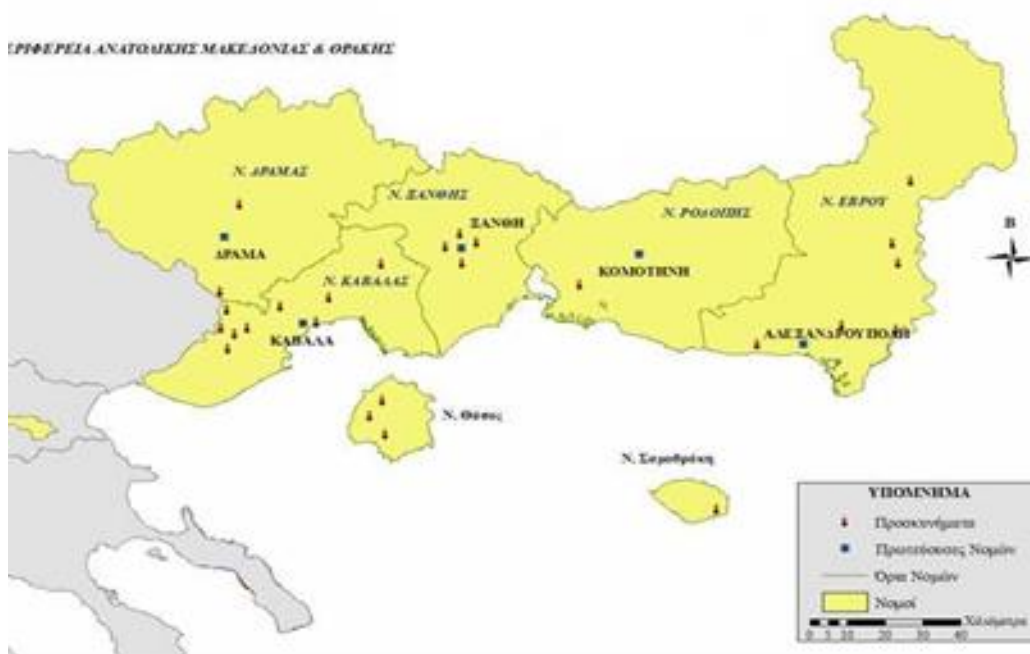 ΕΡΙΦΕΡΕΙΑ ΑΝΑΤΟΛΙΚΗΣ ΜΑΚΕΔΟΝΙΑΣ & ΘΡΑΚΗΣ
Ν. ΔΡΑΜΑΣ
Ν. ΞΑΝΘΗΣ
Ν. ΡΟΔΟΠΗΣ
Ν. ΕΒΡΟΥ
Β
ΔΡΑΜΑ
ΞΑΝΘΗ
ΚΟΜΟΤΗΝΗ
Ν. ΚΑΒΑΛΑΣ
ΚΑΒΑΛΑ
ΑΛΕΞΑΝΔΡΟΥΠΟΛΗ
Ν. Θάσος
Ν. Σαμοθράκη
ΥΠΟΜΝΗΜΑ
Προσκυνήματα
Πρωτεύουσες Νομών
Όρια Νομών
Νομοί
Χιλιόμετρα
0 5 10 20 30 40